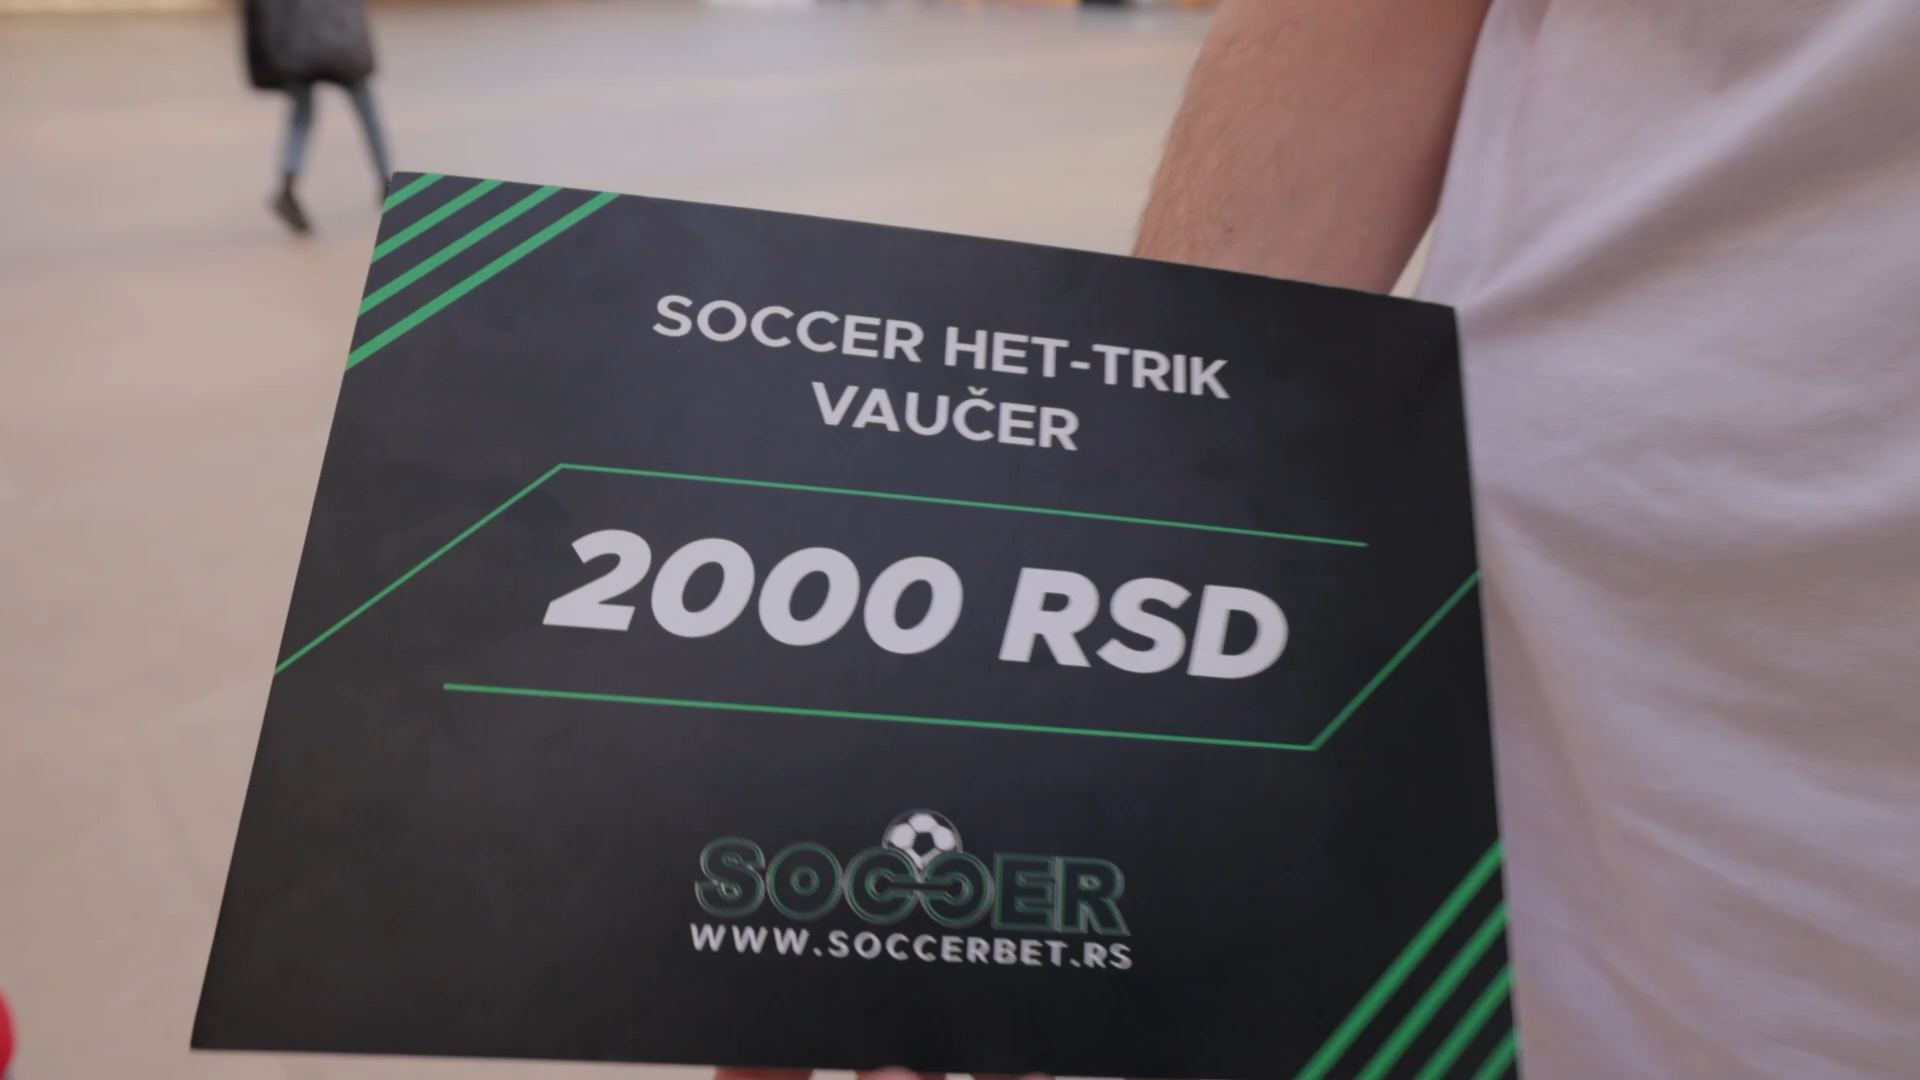 SOCCER HET-TRIK
VAUČER
2000 RSD
SOCCER
WWW.SOCCERBET.RS